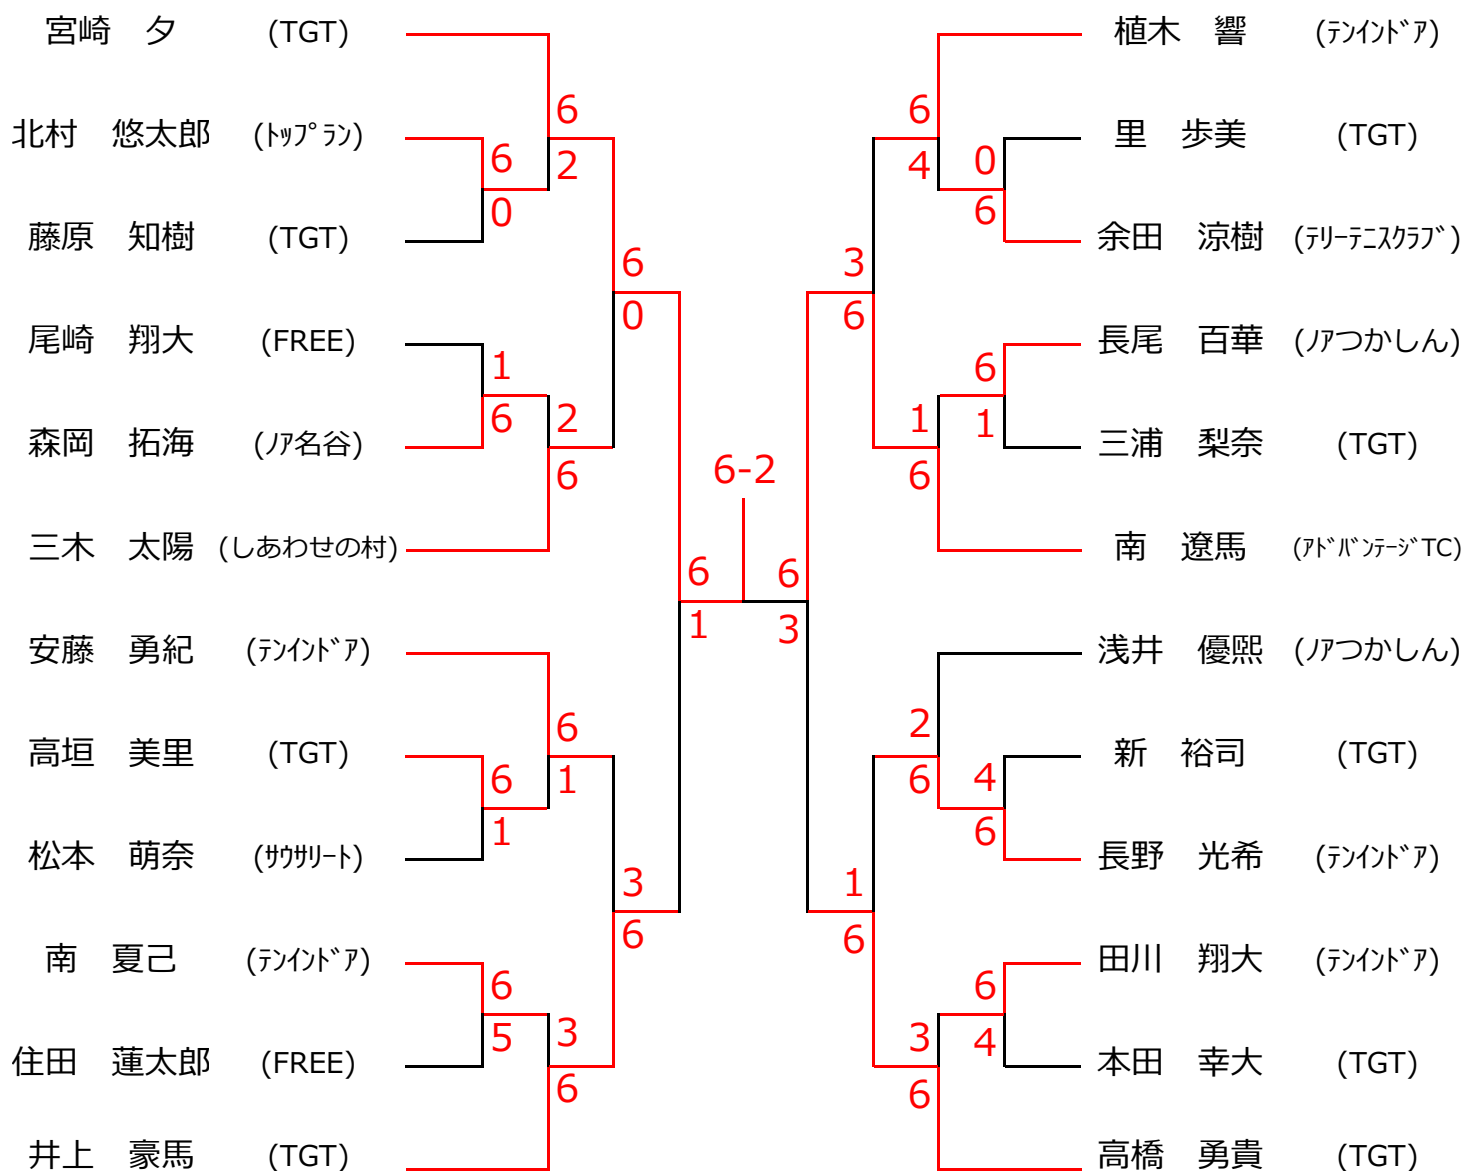 宮崎　夕 (TGT)
6
北村　悠太郎 (ﾄｯﾌﾟﾗﾝ)
6
2
0
藤原　知樹 (TGT)
6
0
尾崎　翔大 (FREE)
1
6
2
森岡　拓海 (ﾉｱ名谷)
6
三木　太陽 (しあわせの村)
6
1
安藤　勇紀 (ﾃﾝｲﾝﾄﾞｱ)
6
高垣　美里 (TGT)
6
1
1
松本　萌奈 (ｻｳｻﾘｰﾄ)
3
6
南　夏己 (ﾃﾝｲﾝﾄﾞｱ)
6
5
3
住田　蓮太郎 (FREE)
6
井上　豪馬 (TGT)
6-2
植木　響 (ﾃﾝｲﾝﾄﾞｱ)
6
里　歩美 (TGT)
4
0
6
余田　涼樹 (ﾃﾘｰﾃﾆｽｸﾗﾌﾞ)
3
6
長尾　百華 (ﾉｱつかしん)
6
1
1
三浦　梨奈 (TGT)
6
南　遼馬 (ｱﾄﾞﾊﾞﾝﾃｰｼﾞTC)
6
3
浅井　優熙 (ﾉｱつかしん)
2
新　裕司 (TGT)
6
4
6
長野　光希 (ﾃﾝｲﾝﾄﾞｱ)
1
6
田川　翔大 (ﾃﾝｲﾝﾄﾞｱ)
6
3
4
本田　幸大 (TGT)
6
高橋　勇貴 (TGT)